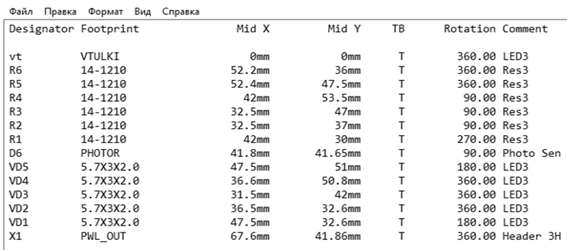 Файл Правка Формат Вид Справка
Designator Footprint Mid X Mid Y TB Rotation Comment
vt VTULKI 0mm 0mm T 360.00 LED3
R6 14-1210 52.2mm 36mm T 360.00 Res3
R5 14-1210 52.4mm 47.5mm T 360.00 Res3
R4 14-1210 42mm 53.5mm T 90.00 Res3
R3 14-1210 32.5mm 47mm T 90.00 Res3
R2 14-1210 32.5mm 37mm T 90.00 Res3
R1 14-1210 42mm 30mm T 270.00 Res3
D6 PHOTOR 41.8mm 41.65mm T 90.00 Photo Sen
VD5 5.7X3X2.0 47.5mm 51mm T 180.00 LED3
VD4 5.7X3X2.0 36.6mm 50.8mm T 360.00 LED3
VD3 5.7X3X2.0 31.5mm 42mm T 360.00 LED3
VD2 5.7X3X2.0 36.5mm 32.6mm T 360.00 LED3
VD1 5.7X3X2.0 47.5mm 32.6mm T 180.00 LED3
X1 PWL_OUT 67.6mm 41.86mm T 360.00 Header 3H